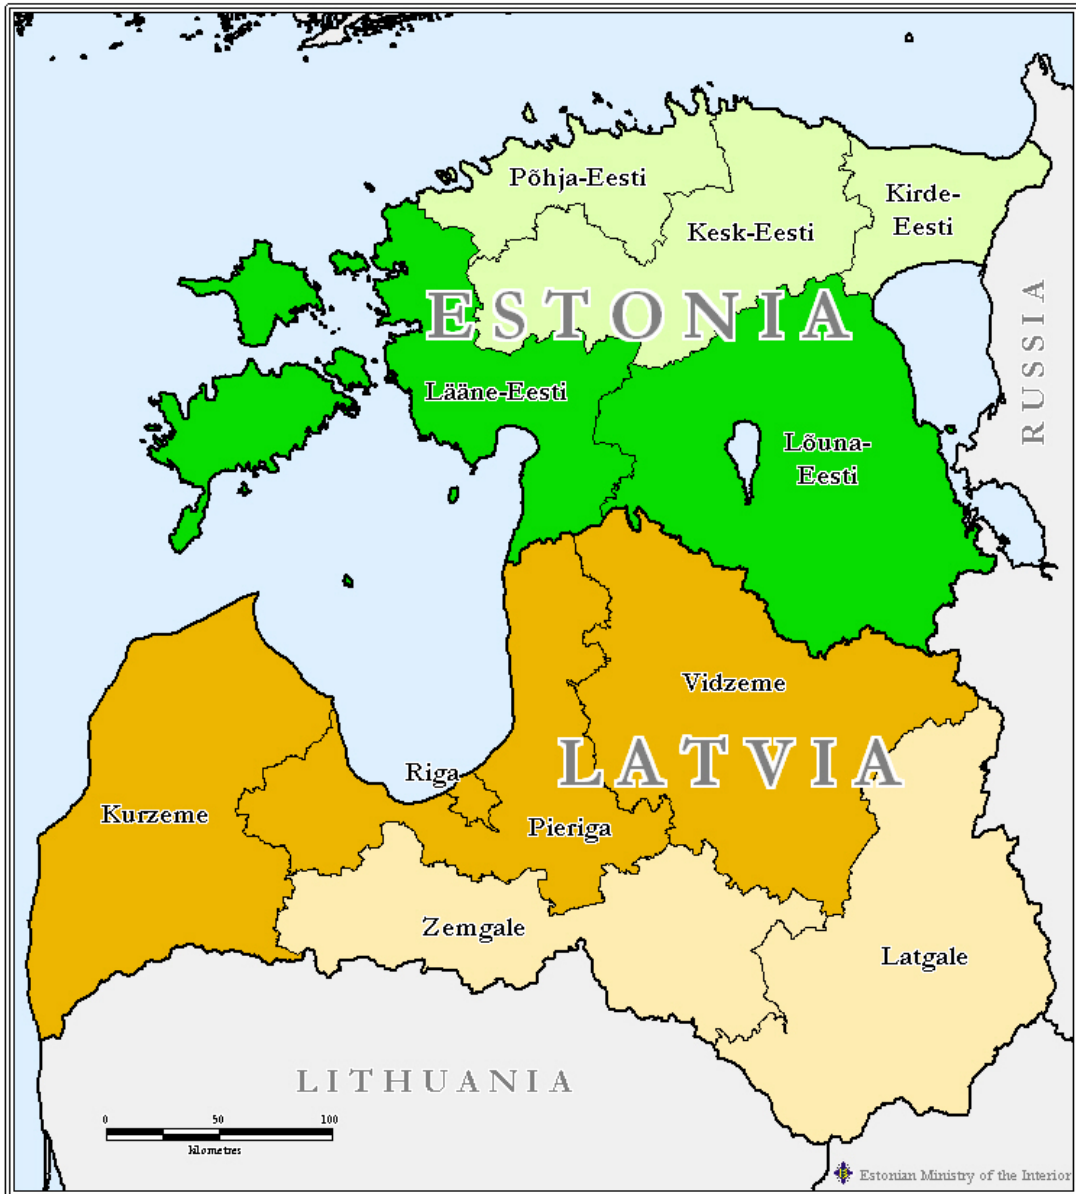 Põhja-Eesti
Kirde-
Eesti
Kesk-Eesti
ESTONIA
RUSSIA
Lääne-Eesti
Lõuna-
Eesti
Vidzeme
LATVIA
Riga
Kurzeme
Pieriga
Zemgale
Latgale
LITHUANIA
0 50 100
kilometres
Estonian Ministry of the Interior